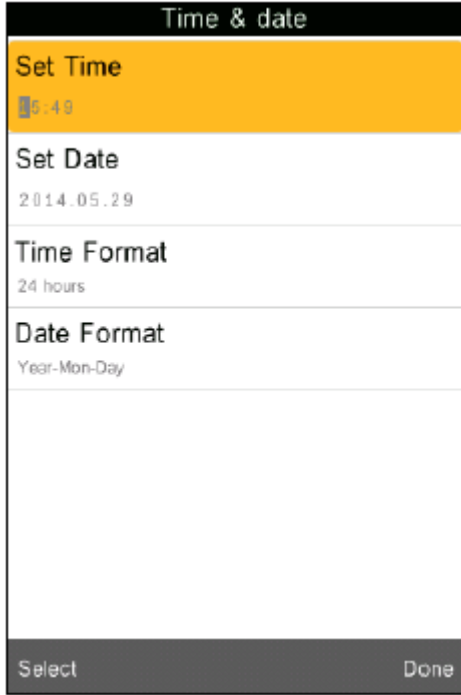 Time & date
Set Time
15:49
Set Date
2014.05.29
Time Format
24 hours
Date Format
Year-Mon-Day
Select Done